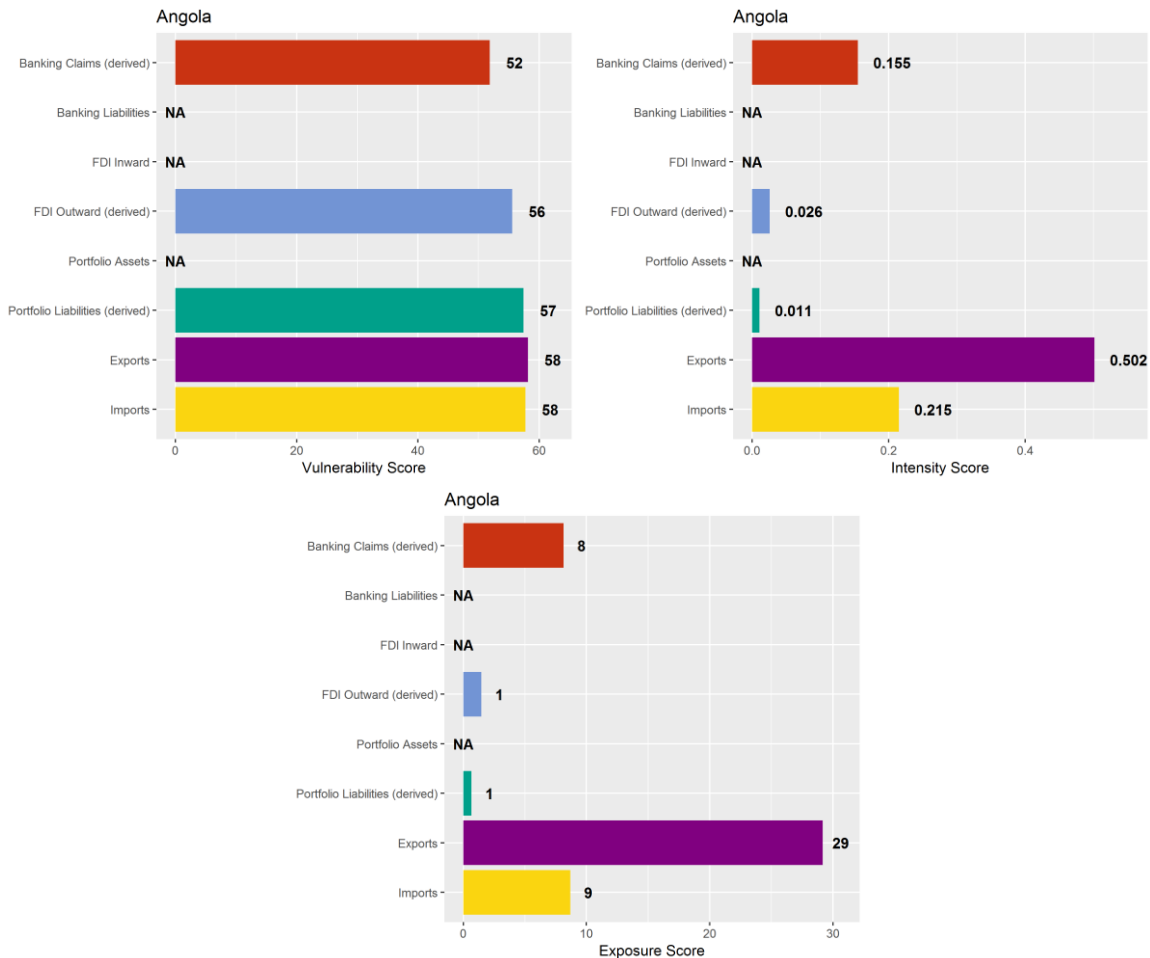 Angola
Banking Claims (derived)
52
Banking Liabilities
NA
FDI Inward
NA
FDI Outward (derived)
56
Portfolio Assets
NA
Portfolio Liabilities (derived)
57
Exports
58
Imports
58
0
20
40
60
Vulnerability Score
Angola
Banking Claims (derived)
0.155
Banking Liabilities
NA
FDI Inward
NA
FDI Outward (derived)
0.026
Portfolio Assets
NA
Portfolio Liabilities (derived)
0.011
Exports
0.502
Imports
0.215
0.0
0.2
0.4
Intensity Score
Angola
Banking Claims (derived)
8
Banking Liabilities
NA
FDI Inward
NA
FDI Outward (derived)
1
Portfolio Assets
NA
Portfolio Liabilities (derived)
1
Exports
29
Imports
9
0
10
20
30
Exposure Score